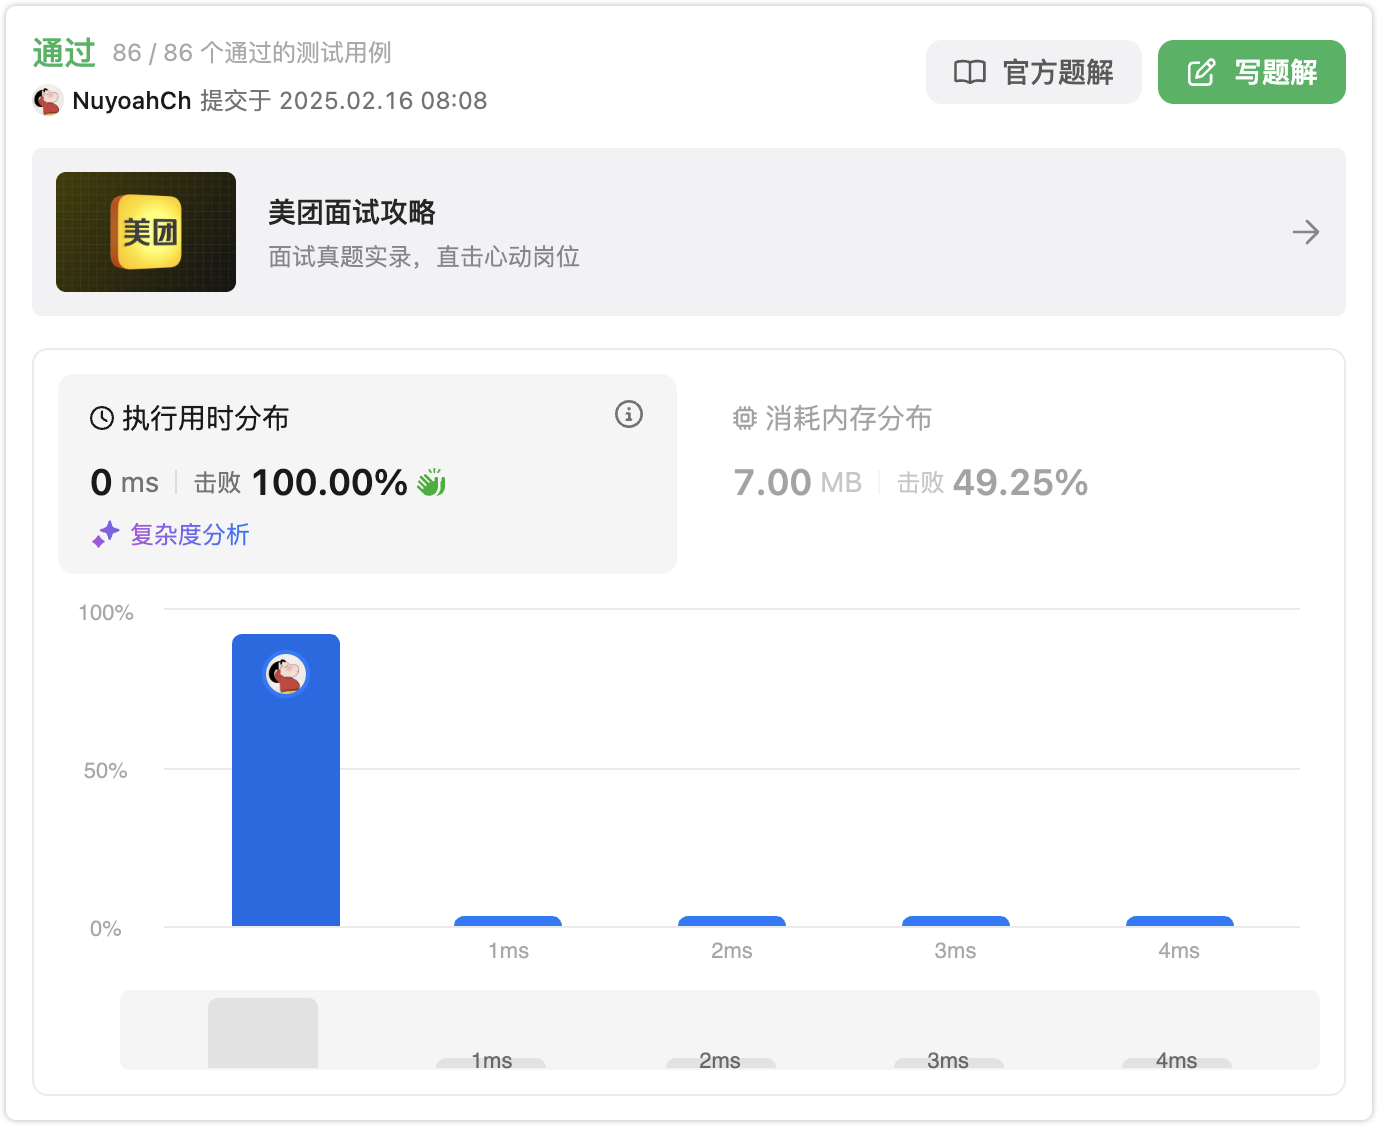 通过 86 / 86 个通过的测试用例
NuyoahCh 提交于 2025.02.16 08:08
官方题解
写题解
美团
美团面试攻略
面试真题实录，直击心动岗位
执行用时分布
0 ms 击败 100.00%
复杂度分析
消耗内存分布
7.00 MB 击败 49.25%
100%
50%
0%
1ms 2ms 3ms 4ms
1ms 2ms 3ms 4ms